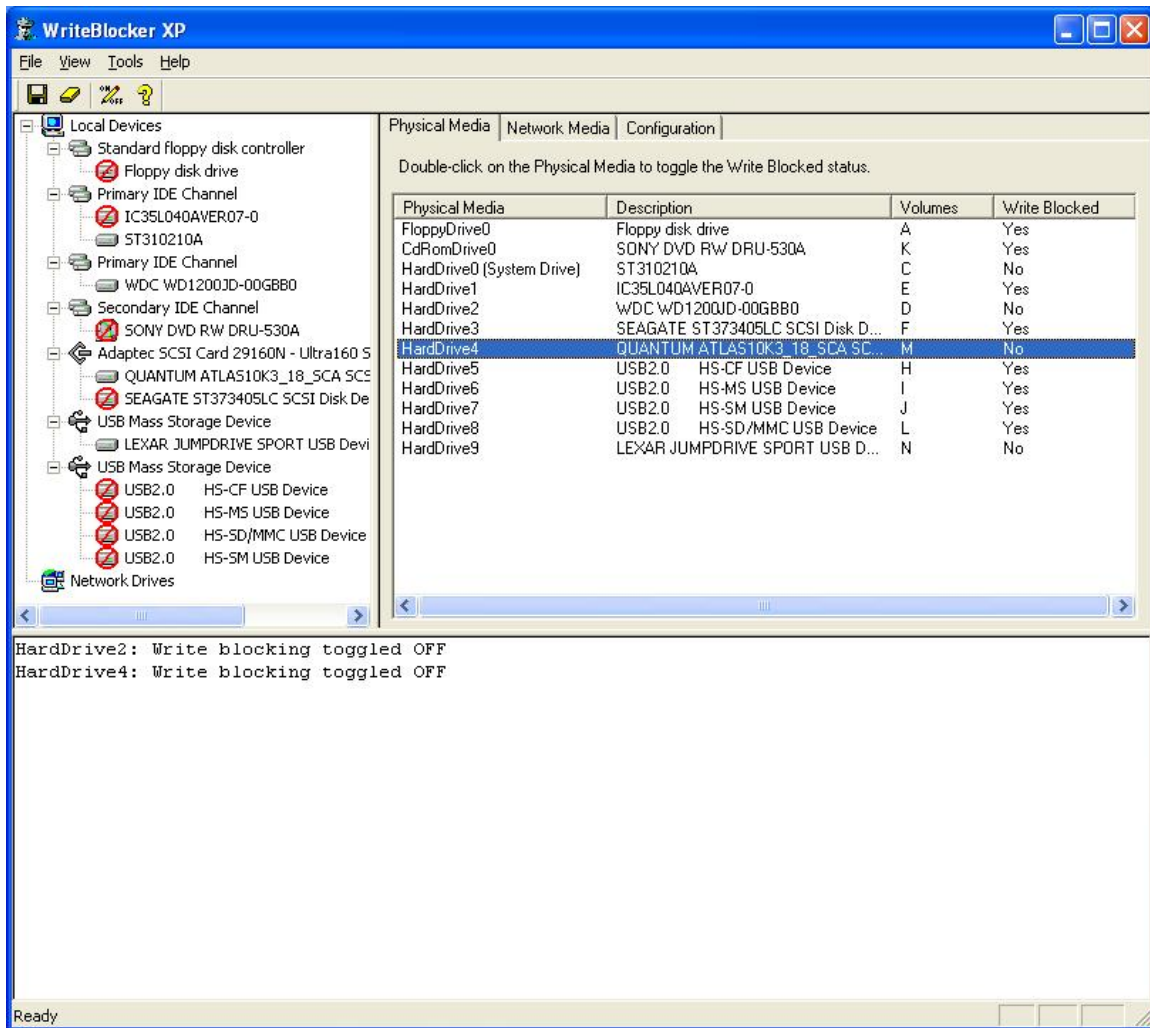 WriteBlocker XP
File View Tools Help
ON OFF
Local Devices
Standard floppy disk controller
Floppy disk drive
Primary IDE Channel
IC35L040AVER07-0
ST310210A
Primary IDE Channel
WDC WD1200JD-00GBB0
Secondary IDE Channel
SONY DVD RW DRU-530A
Adaptec SCSI Card 29160N - Ultra160 S
QUANTUM ATLAS10K3_18_SCA SCS
SEAGATE ST373405LC SCSI Disk De
USB Mass Storage Device
LEXAR JUMPDRIVE SPORT USB Devi
USB Mass Storage Device
USB2.0 HS-CF USB Device
USB2.0 HS-MS USB Device
USB2.0 HS-SD/MMC USB Device
USB2.0 HS-SM USB Device
Network Drives
Physical Media Network Media Configuration
Double-click on the Physical Media to toggle the Write Blocked status.
Physical Media Description Volumes Write Blocked
FloppyDrive0 Floppy disk drive A Yes
CdRomDrive0 SONY DVD RW DRU-530A K Yes
HardDrive0 (System Drive) ST310210A C No
HardDrive1 IC35L040AVER07-0 E Yes
HardDrive2 WDC WD1200JD-00GBB0 D No
HardDrive3 SEAGATE ST373405LC SCSI Disk D... F Yes
HardDrive4 QUANTUM ATLAS10K3_18_SCA SC... M No
HardDrive5 USB2.0 HS-CF USB Device H Yes
HardDrive6 USB2.0 HS-MS USB Device I Yes
HardDrive7 USB2.0 HS-SM USB Device J Yes
HardDrive8 USB2.0 HS-SD/MMC USB Device L Yes
HardDrive9 LEXAR JUMPDRIVE SPORT USB D... N No
HardDrive2: Write blocking toggled OFF
HardDrive4: Write blocking toggled OFF
Ready